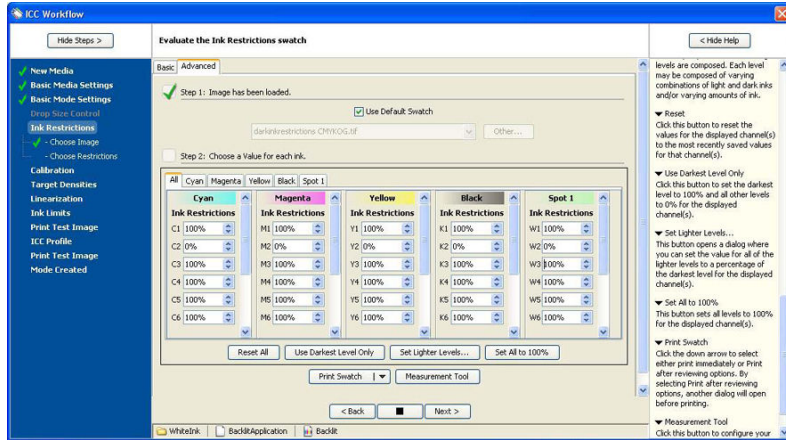 ICC Workflow
Hide Steps >
Evaluate the Ink Restrictions swatch
< Hide Help
New Media
Basic Media Settings
Basic Mode Settings
Drop Size Control
Ink Restrictions
- Choose Image
- Choose Restrictions
Calibration
Target Densities
Linearization
Ink Limits
Print Test Image
ICC Profile
Print Test Image
Mode Created
Basic Advanced
Step 1: Image has been loaded.
Use Default Swatch
darkinkrestrictions CMYKOG.tif Other...
Step 2: Choose a Value for each ink.
All Cyan Magenta Yellow Black Spot 1
Cyan Magenta Yellow Black Spot 1
Ink Restrictions Ink Restrictions Ink Restrictions Ink Restrictions Ink Restrictions
C1 100% M1 100% Y1 100% K1 100% W1 100%
C2 0% M2 0% Y2 0% K2 0% W2 0%
C3 100% M3 100% Y3 100% K3 100% W3 100%
C4 100% M4 100% Y4 100% K4 100% W4 100%
C5 100% M5 100% Y5 100% K5 100% W5 100%
C6 100% M6 100% Y6 100% K6 100% W6 100%
Reset All Use Darkest Level Only Set Lighter Levels... Set All to 100%
Print Swatch Measurement Tool
< Back Next >
WhiteInk BacklitApplication Backlit
levels are composed. Each level
may be composed of varying
combinations of light and dark inks
and/or varying amounts of ink.
Reset
Click this button to reset the
values for the displayed channel(s)
to the most recently saved values
for that channel(s).
Use Darkest Level Only
Click this button to set the darkest
level to 100% and all other levels
to 0% for the displayed
channel(s).
Set Lighter Levels...
This button opens a dialog where
you can set the value for all of the
lighter levels to a percentage of
the darkest level for the displayed
channel(s).
Set All to 100%
This button sets all levels to 100%
for the displayed channel(s).
Print Swatch
Click the down arrow to select
either print immediately or Print
after reviewing options. By
selecting Print after reviewing
options, another dialog will open
before printing.
Measurement Tool
Click this button to configure your